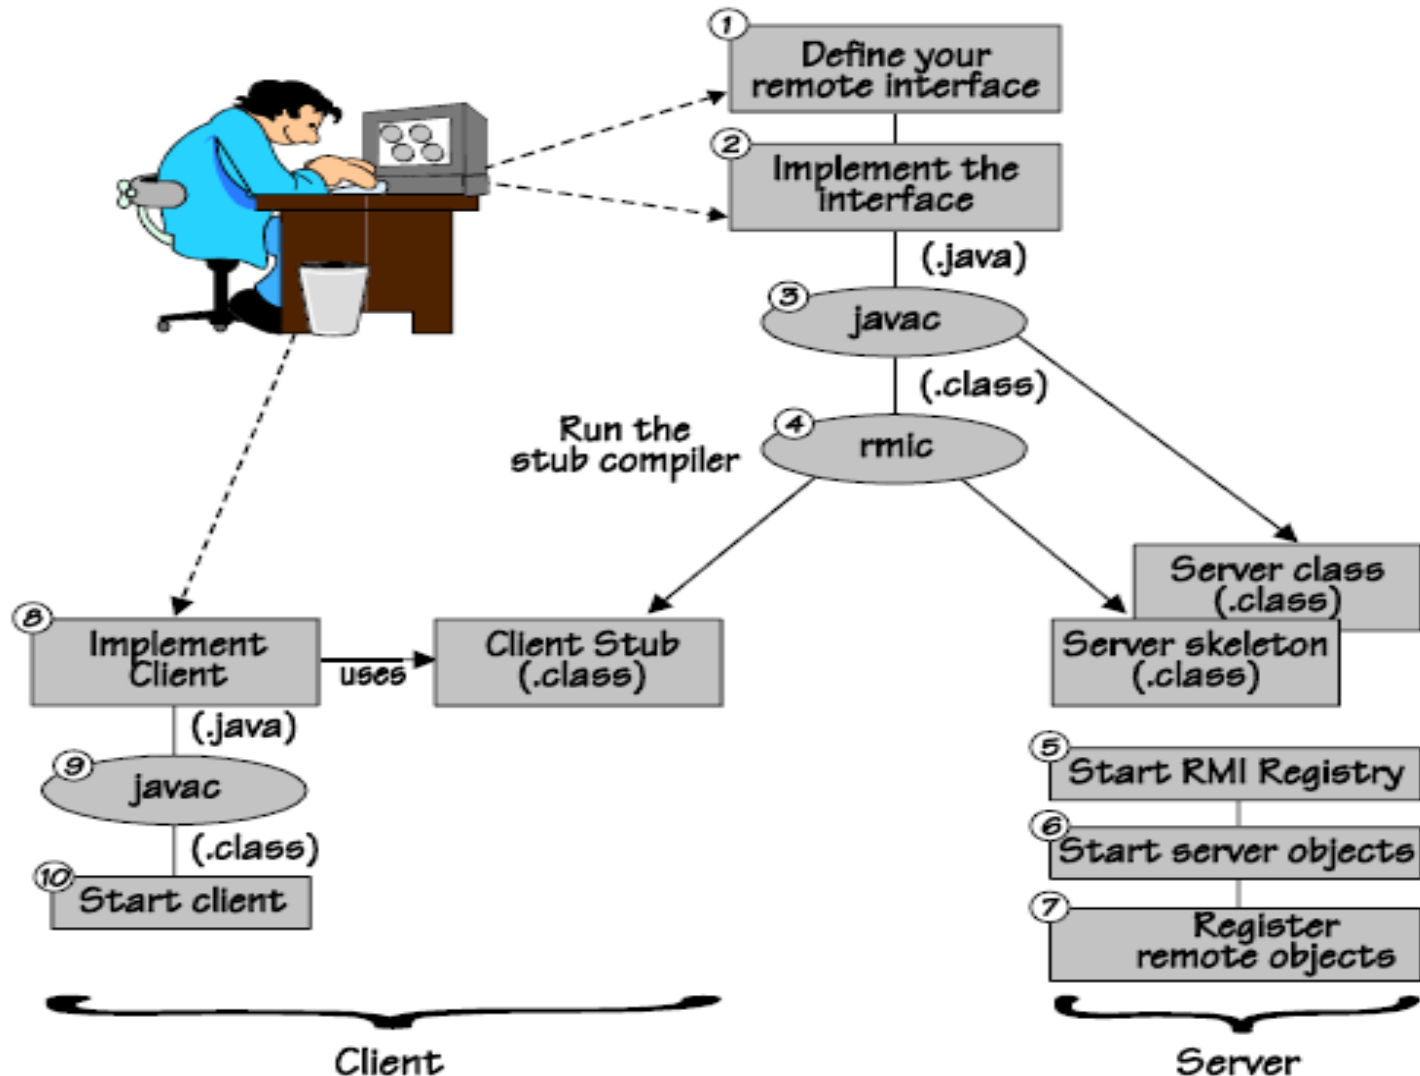 1
Define your
remote interface
2
Implement the
interface
(.java)
3
javac
(.class)
Run the
stub compiler
4
rmic
Server class
(.class)
8
Implement
Client
uses
Client Stub
(.class)
Server skeleton
(.class)
(.java)
9
javac
(.class)
10
Start client
5
Start RMI Registry
6
Start server objects
7
Register
remote objects
Client
Server